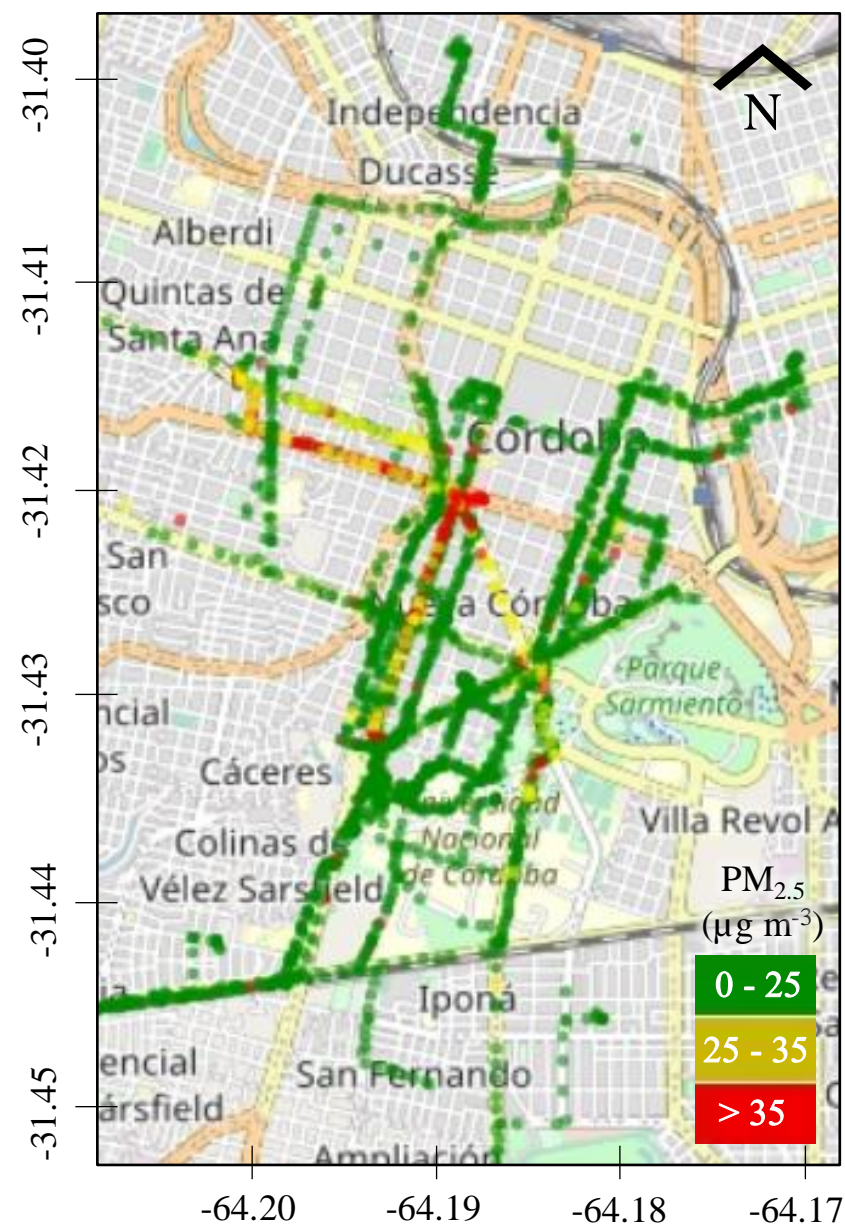 -31.40
-31.41
-31.42
-31.43
-31.44
-31.45
N
Independencia
Ducasse
Alberdi
Quintas de
Santa Ana
Córdoba
San
sco
Nueva Córdoba
Parque
Sarmiento
ncial
os
Cáceres
Universidad
Nacional
de Córdoba
Villa Revol A
Colinas de
Vélez Sarsfield
PM2.5
(µg m-3)
0 - 25
25 - 35
> 35
ia
Iponá
encial
ársfield
San Fernando
Ampliación
-64.20
-64.19
-64.18
-64.17